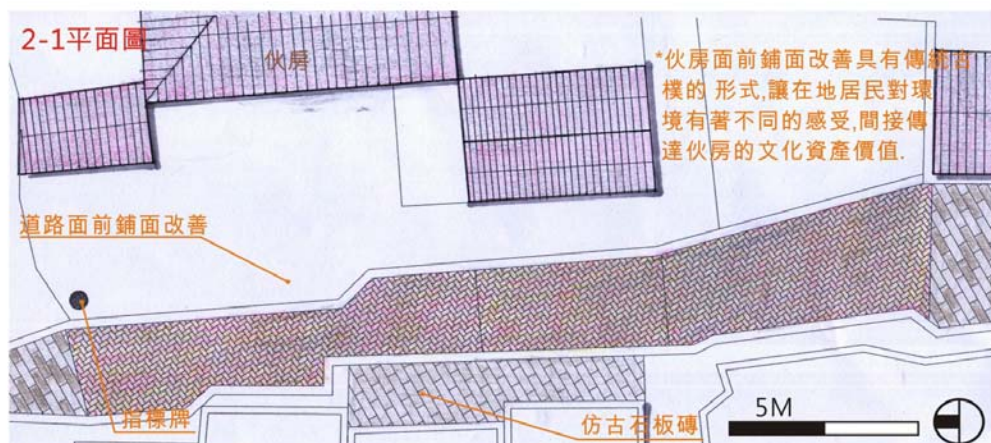 2-1平面圖
伙房
*伙房面前鋪面改善具有傳統古
樸的 形式,讓在地居民對環
境有著不同的感受,間接傳
達伙房的文化資產價值.
道路面前鋪面改善
指標牌
仿古石板磚
5M